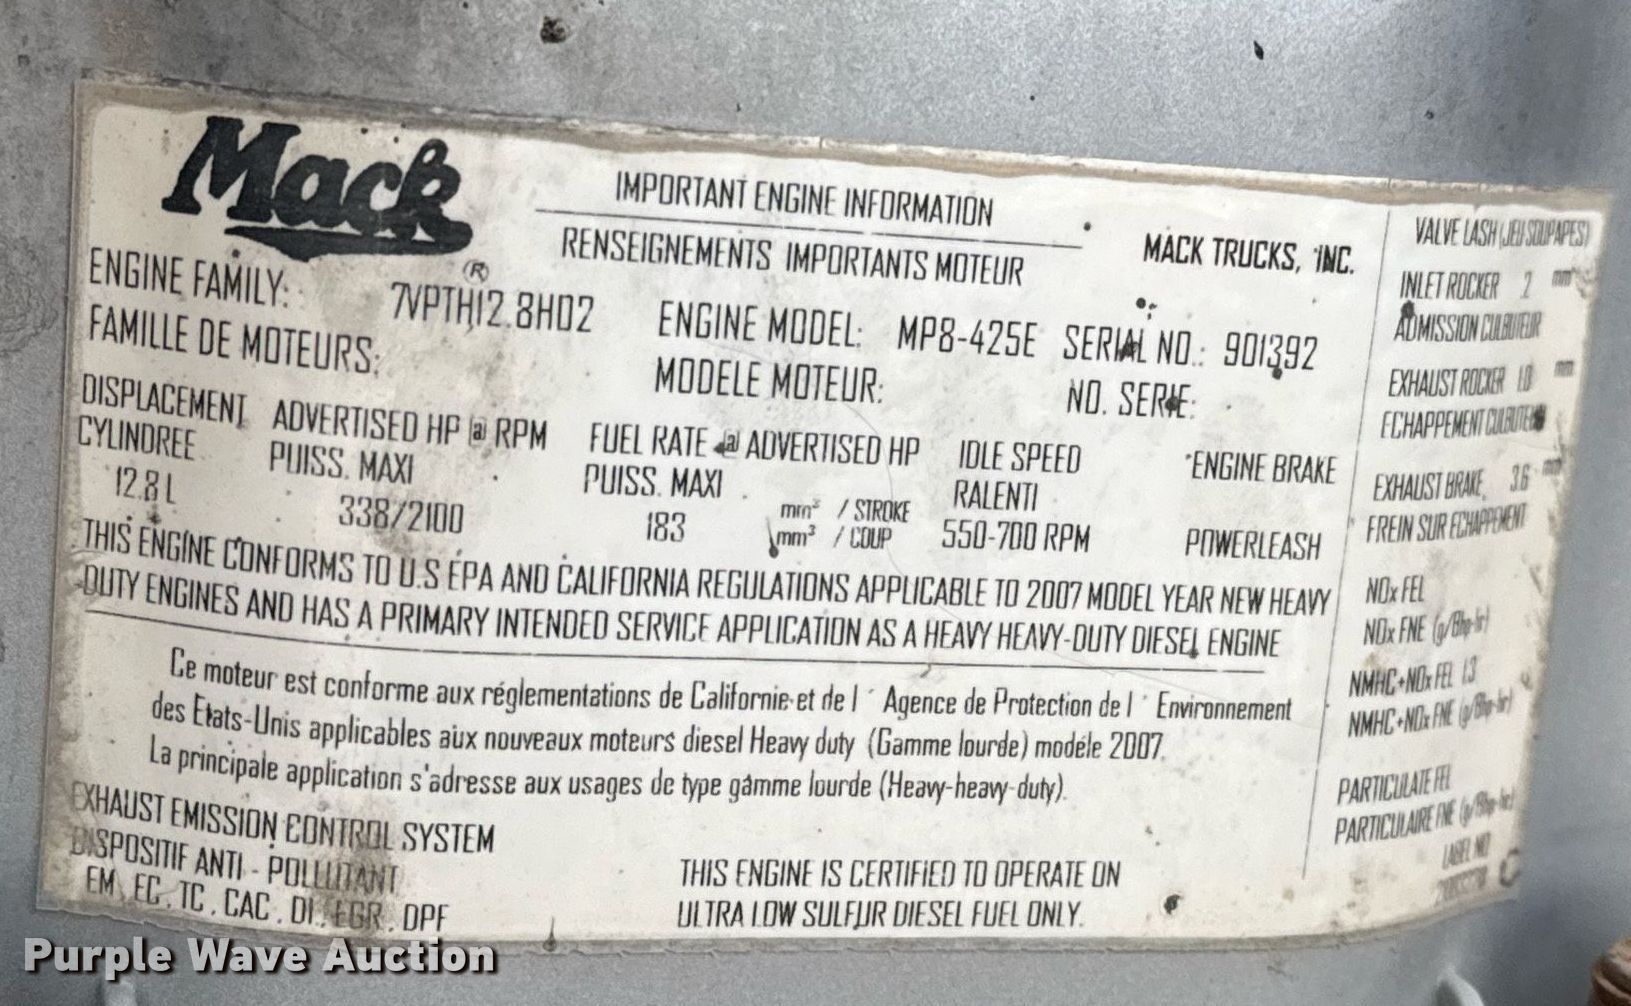 Mack®
IMPORTANT ENGINE INFORMATION
RENSEIGNEMENTS IMPORTANTS MOTEUR
MACK TRUCKS, INC.
ENGINE FAMILY: 7VPTH12.8H02
FAMILLE DE MOTEURS:
ENGINE MODEL: MP8-425E
MODELE MOTEUR:
SERIAL NO.: 901392
NO. SERIE:
DISPLACEMENT
CYLINDREE
12.8 L
ADVERTISED HP @ RPM
PUISS. MAXI
338/2100
FUEL RATE @ ADVERTISED HP
PUISS. MAXI
183
mm³ / STROKE
mm³ / COUP
IDLE SPEED
RALENTI
550-700 RPM
ENGINE BRAKE
POWERLEASH
THIS ENGINE CONFORMS TO U.S EPA AND CALIFORNIA REGULATIONS APPLICABLE TO 2007 MODEL YEAR NEW HEAVY
DUTY ENGINES AND HAS A PRIMARY INTENDED SERVICE APPLICATION AS A HEAVY HEAVY-DUTY DIESEL ENGINE
Ce moteur est conforme aux réglementations de Californie et de l ' Agence de Protection de l ' Environnement
des Etats-Unis applicables aux nouveaux moteurs diesel Heavy duty (Gamme lourde) modéle 2007.
La principale application s'adresse aux usages de type gamme lourde (Heavy-heavy-duty).
EXHAUST EMISSION CONTROL SYSTEM
DISPOSITIF ANTI - POLLUTANT
EM, EC, TC, CAC, DI, EGR, DPF
THIS ENGINE IS CERTIFIED TO OPERATE ON
ULTRA LOW SULFUR DIESEL FUEL ONLY.
VALVE LASH (JEU SOUPAPES)
INLET ROCKER .2 mm
ADMISSION CULBUTEUR
EXHAUST ROCKER 1.0 mm
ECHAPPEMENT CULBUTEUR
EXHAUST BRAKE, 3.6 mm
FREIN SUR ECHAPPEMENT
NOx FEL
NOx FNE (g/Bhp-hr)
NMHC+NOx FEL 1.3
NMHC+NOx FNE (g/Bhp-hr)
PARTICULATE FEL
PARTICULAIRE FNE (g/Bhp-hr)
LABEL NO
Purple Wave Auction